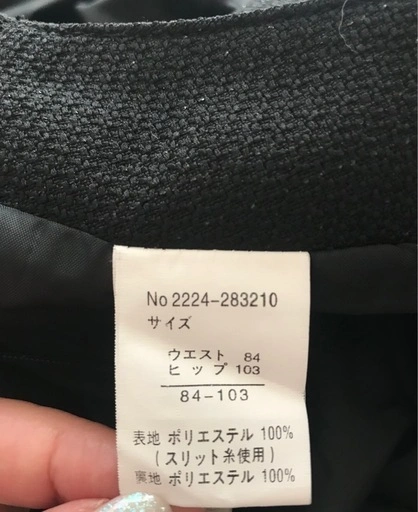 No 2224-283210
サイズ
ウエスト 84
ヒップ 103
84-103
表地 ポリエステル 100%
(スリット糸使用)
裏地 ポリエステル 100%